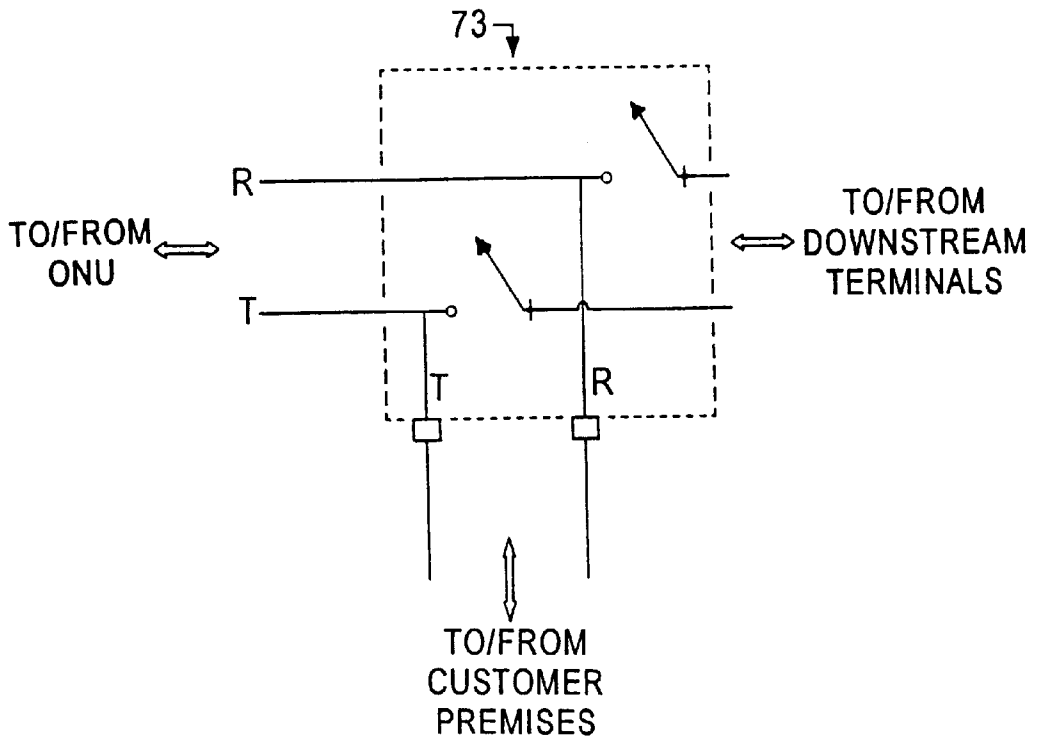 73
R
TO/FROM
ONU
TO/FROM
DOWNSTREAM
TERMINALS
T
T
R
TO/FROM
CUSTOMER
PREMISES